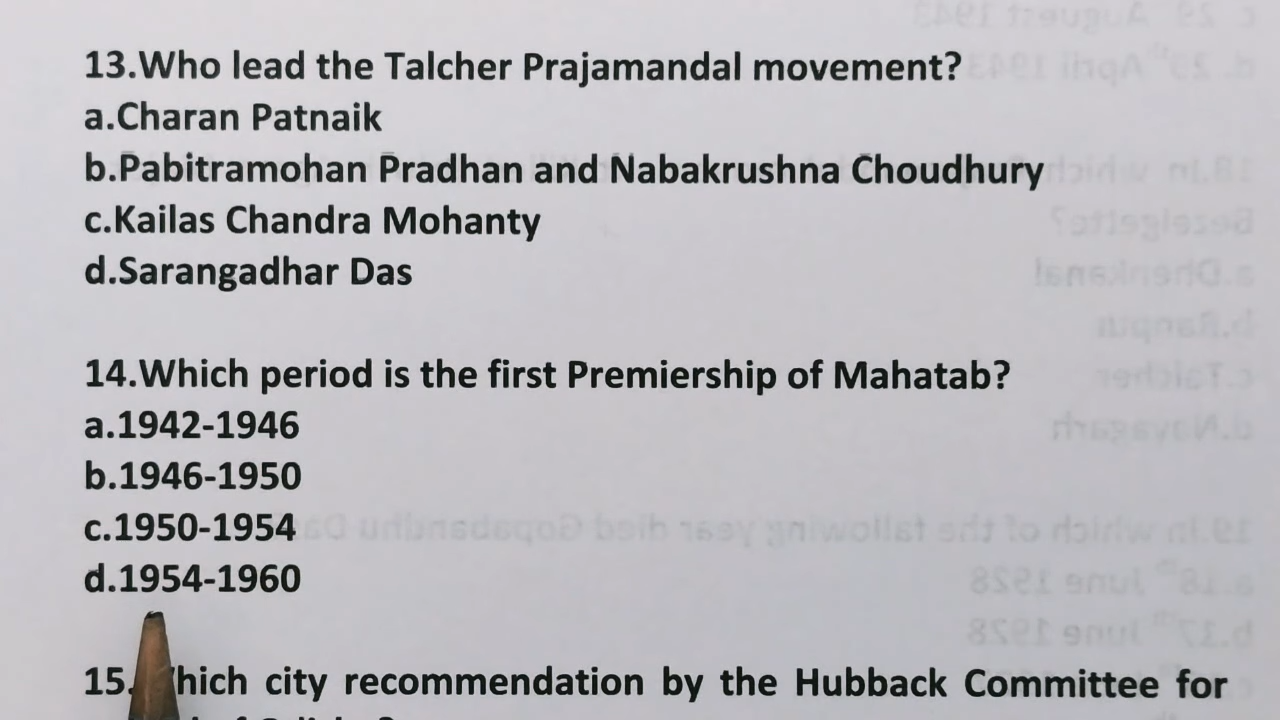 13.Who lead the Talcher Prajamandal movement?
a.Charan Patnaik
b.Pabitramohan Pradhan and Nabakrushna Choudhury
c.Kailas Chandra Mohanty
d.Sarangadhar Das
14.Which period is the first Premiership of Mahatab?
a.1942-1946
b.1946-1950
c.1950-1954
d.1954-1960
15. hich city recommendation by the Hubback Committee for